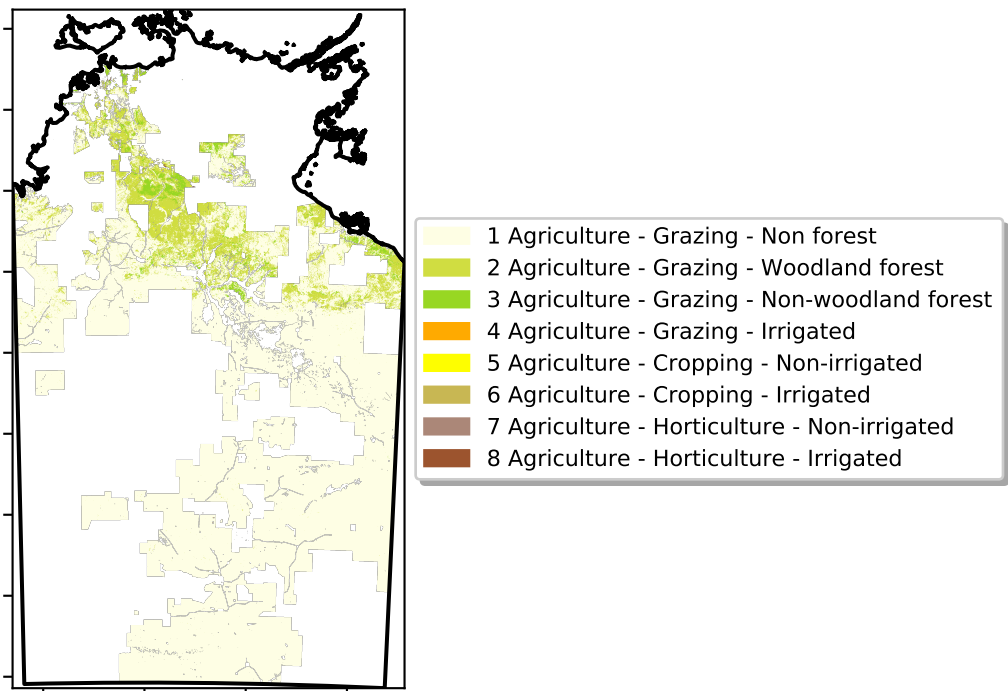 1 Agriculture - Grazing - Non forest
2 Agriculture - Grazing - Woodland forest
3 Agriculture - Grazing - Non-woodland forest
4 Agriculture - Grazing - Irrigated
5 Agriculture - Cropping - Non-irrigated
6 Agriculture - Cropping - Irrigated
7 Agriculture - Horticulture - Non-irrigated
8 Agriculture - Horticulture - Irrigated